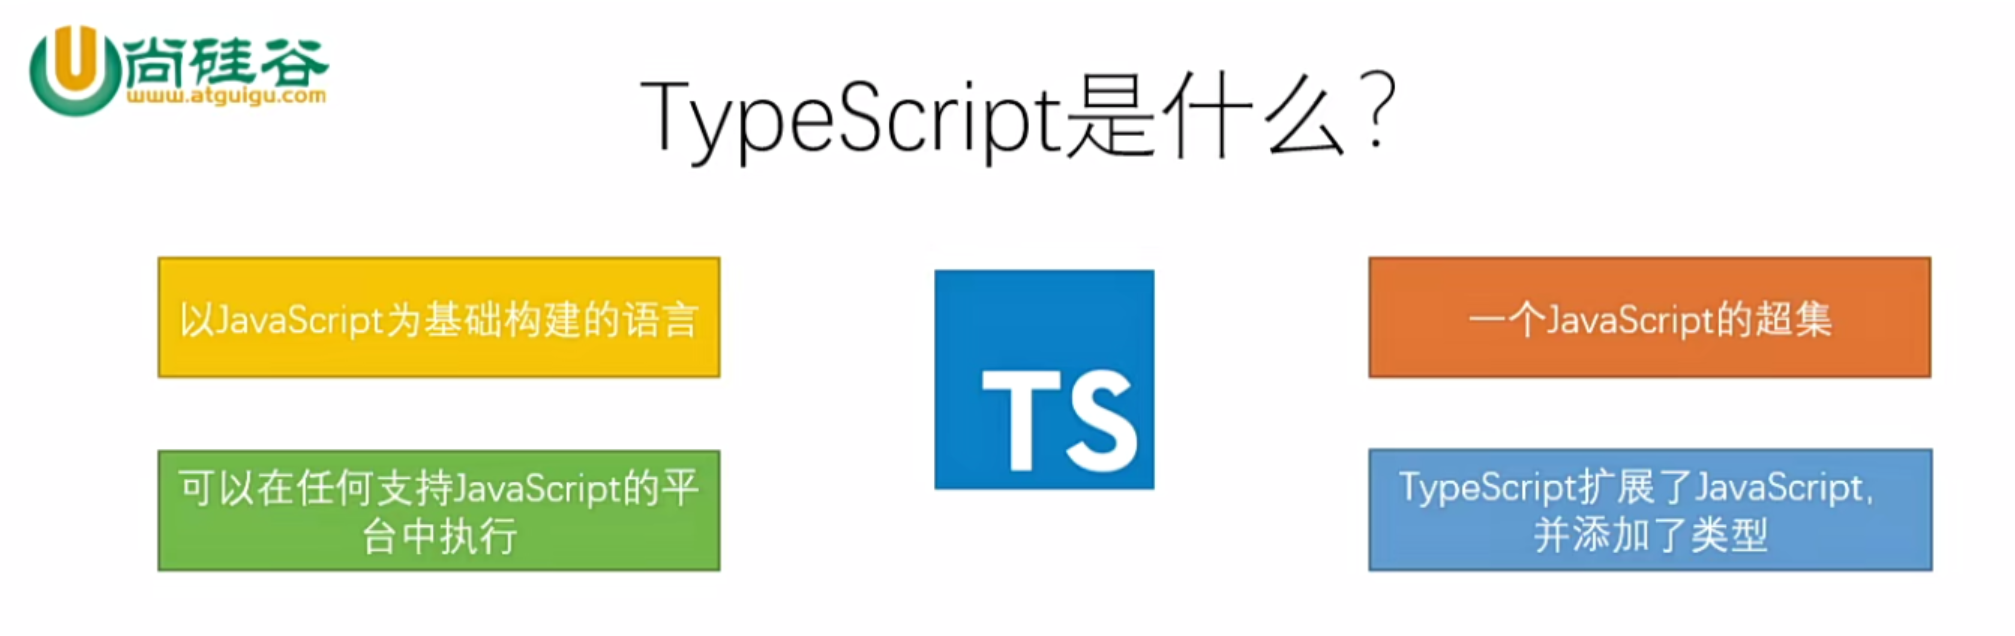 尚硅谷
www.atguigu.com
TypeScript是什么？
以JavaScript为基础构建的语言
一个JavaScript的超集
TS
可以在任何支持JavaScript的平
台中执行
TypeScript扩展了JavaScript,
并添加了类型